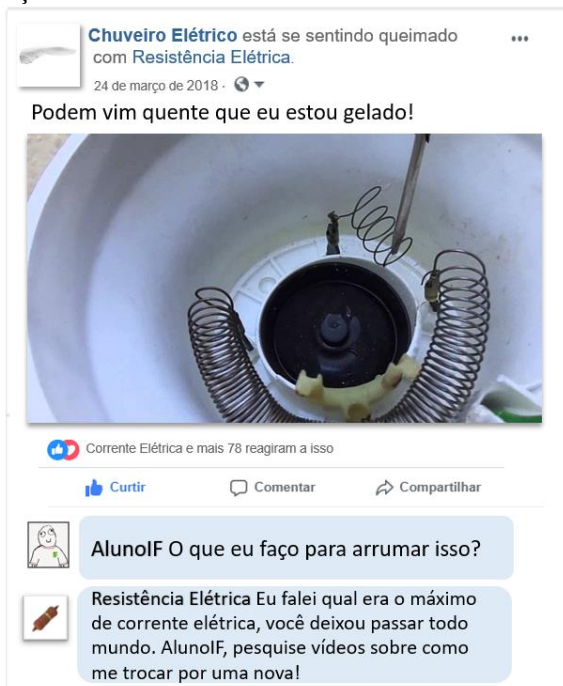 Chuveiro Elétrico está se sentindo queimado
com Resistência Elétrica.
24 de março de 2018 ·
Podem vim quente que eu estou gelado!
Corrente Elétrica e mais 78 reagiram a isso
Curtir Comentar Compartilhar
AlunoIF O que eu faço para arrumar isso?
Resistência Elétrica Eu falei qual era o máximo
de corrente elétrica, você deixou passar todo
mundo. AlunoIF, pesquise vídeos sobre como
me trocar por uma nova!